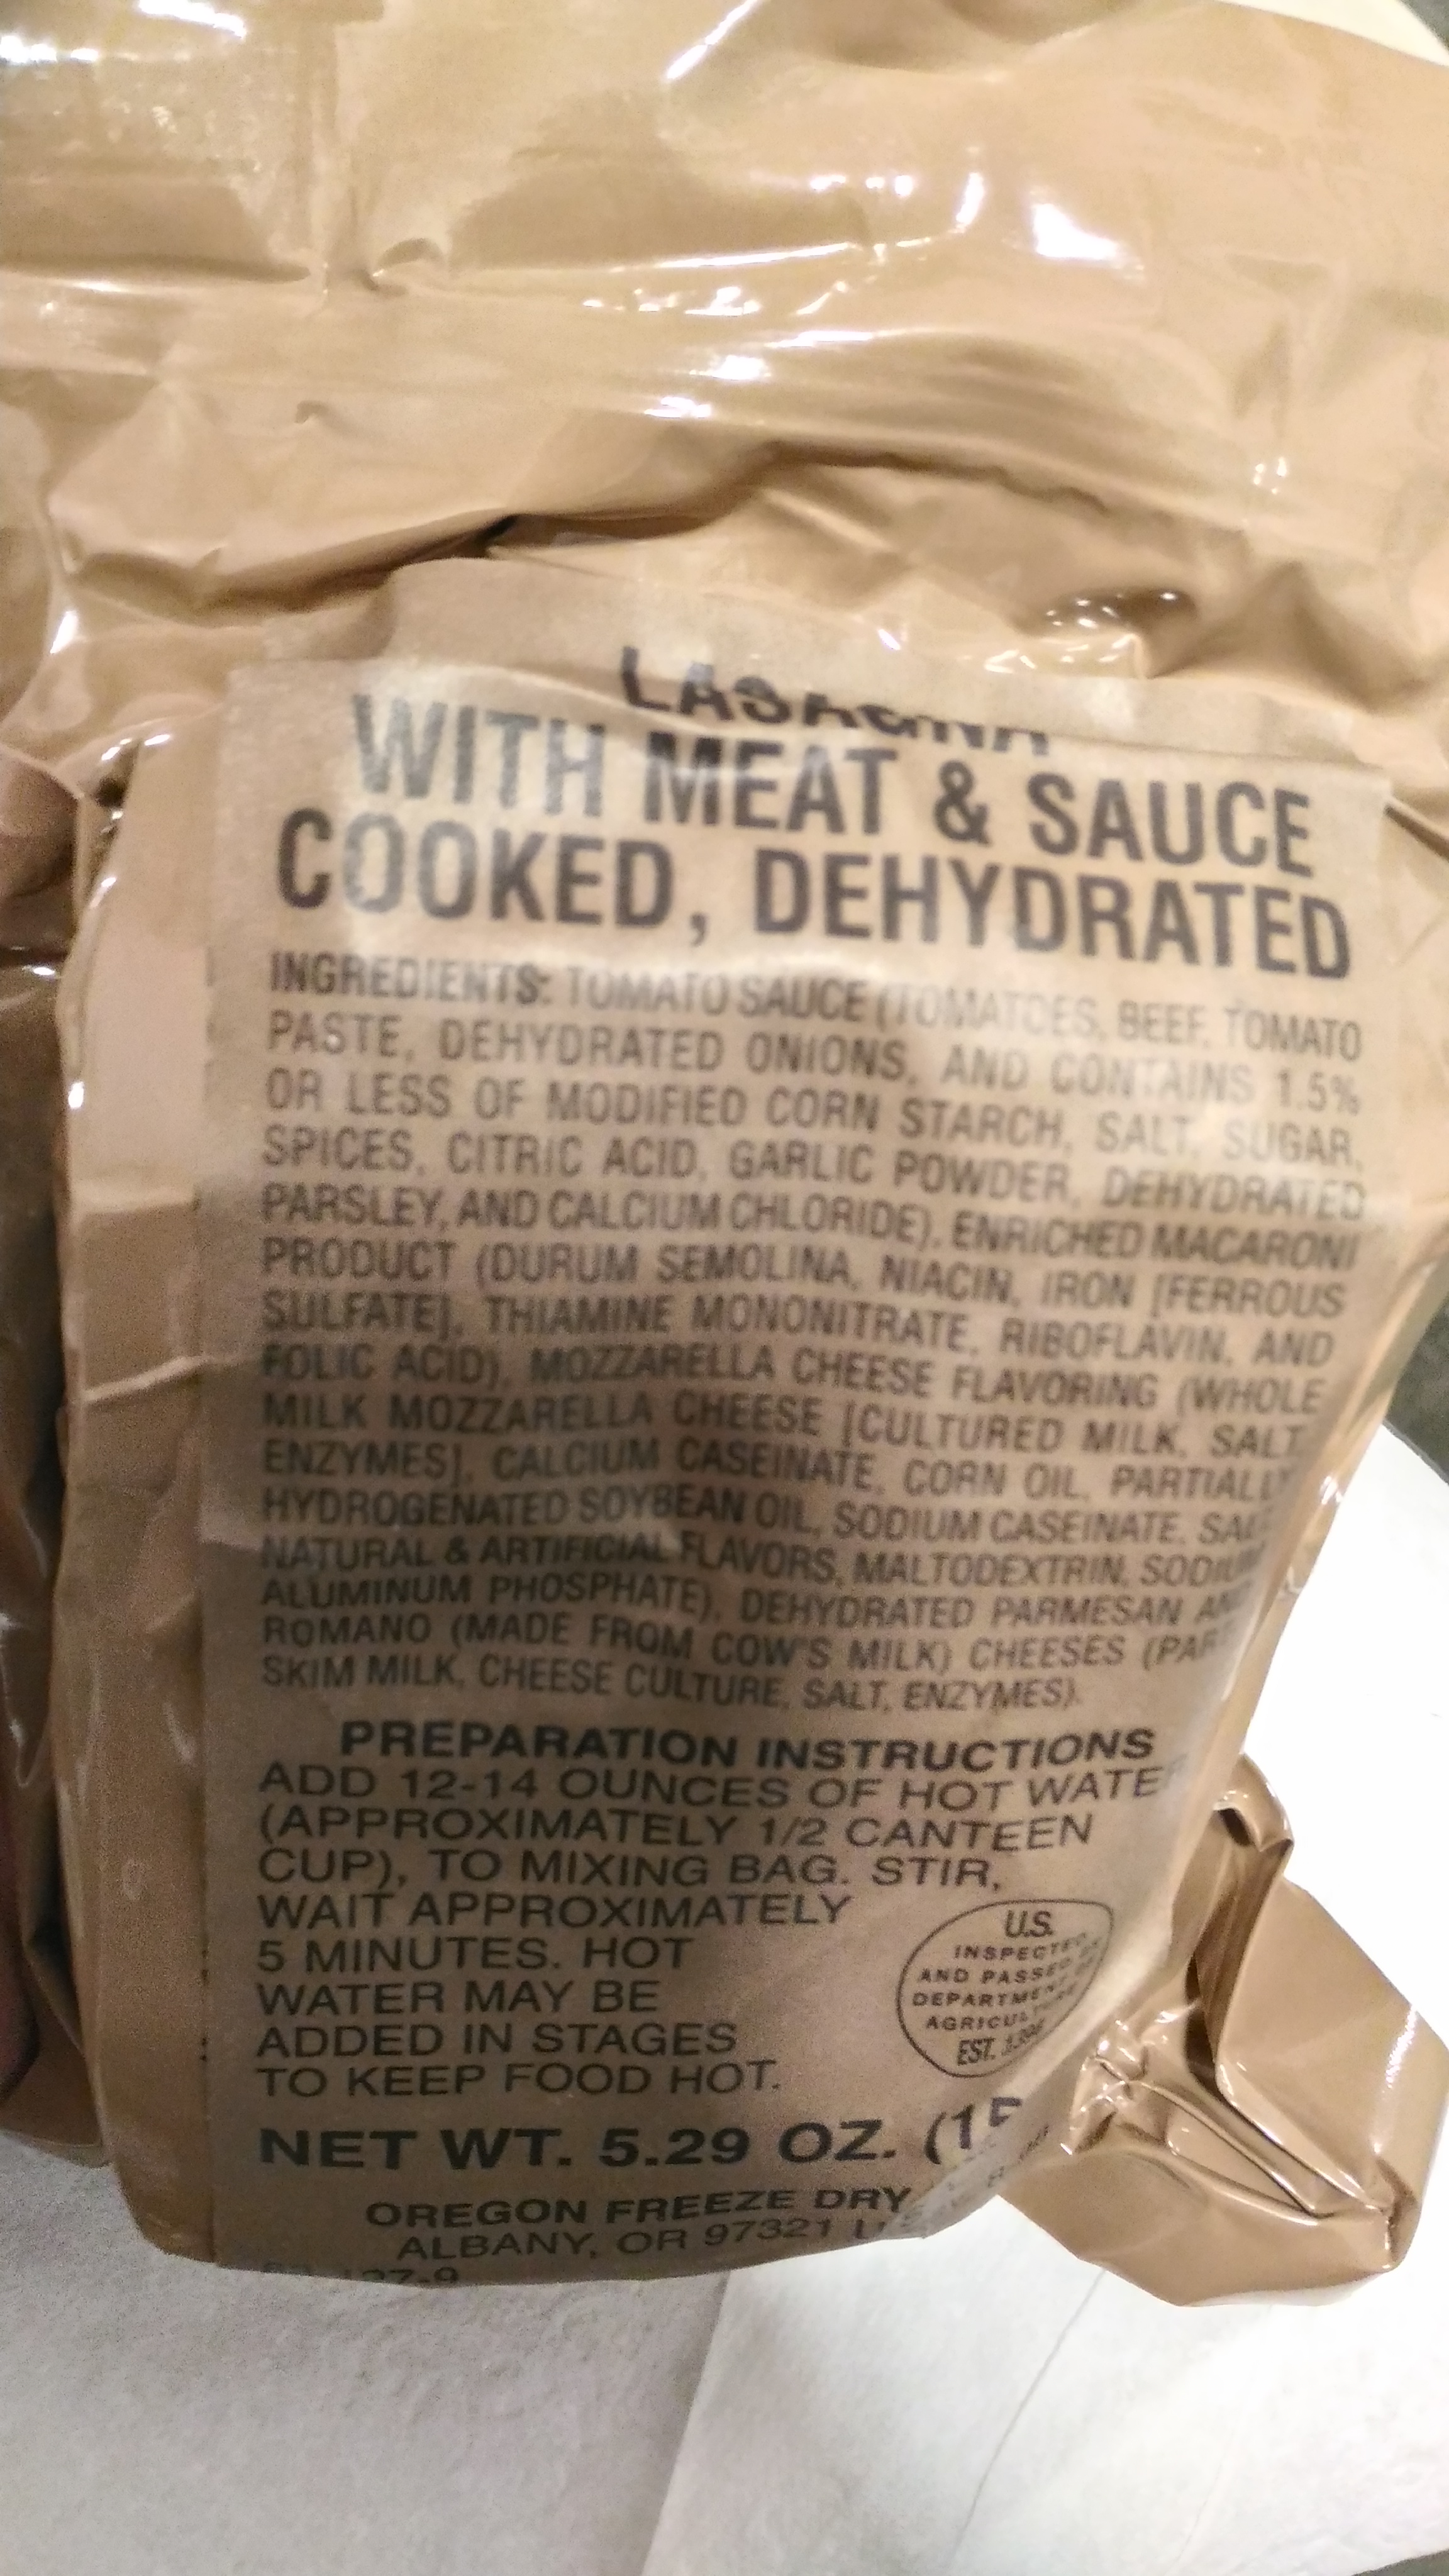 LASAGNA
WITH MEAT & SAUCE
COOKED, DEHYDRATED
INGREDIENTS: TOMATO SAUCE (TOMATOES, BEEF, TOMATO
PASTE, DEHYDRATED ONIONS, AND CONTAINS 1.5%
OR LESS OF MODIFIED CORN STARCH, SALT, SUGAR,
SPICES, CITRIC ACID, GARLIC POWDER, DEHYDRATED
PARSLEY, AND CALCIUM CHLORIDE), ENRICHED MACARONI
PRODUCT (DURUM SEMOLINA, NIACIN, IRON [FERROUS
SULFATE], THIAMINE MONONITRATE, RIBOFLAVIN, AND
FOLIC ACID), MOZZARELLA CHEESE FLAVORING (WHOLE
MILK MOZZARELLA CHEESE [CULTURED MILK, SALT,
ENZYMES], CALCIUM CASEINATE, CORN OIL, PARTIALLY
HYDROGENATED SOYBEAN OIL, SODIUM CASEINATE, SALT,
NATURAL & ARTIFICIAL FLAVORS, MALTODEXTRIN, SODIUM
ALUMINUM PHOSPHATE), DEHYDRATED PARMESAN AND
ROMANO (MADE FROM COW'S MILK) CHEESES (PART
SKIM MILK, CHEESE CULTURE, SALT, ENZYMES).
PREPARATION INSTRUCTIONS
ADD 12-14 OUNCES OF HOT WATER
(APPROXIMATELY 1/2 CANTEEN
CUP), TO MIXING BAG. STIR,
WAIT APPROXIMATELY
5 MINUTES. HOT
WATER MAY BE
ADDED IN STAGES
TO KEEP FOOD HOT.
U.S.
INSPECTED
AND PASSED
DEPARTMENT
AGRICULTURE
EST.
NET WT. 5.29 OZ. (15
OREGON FREEZE DRY
ALBANY, OR 97321